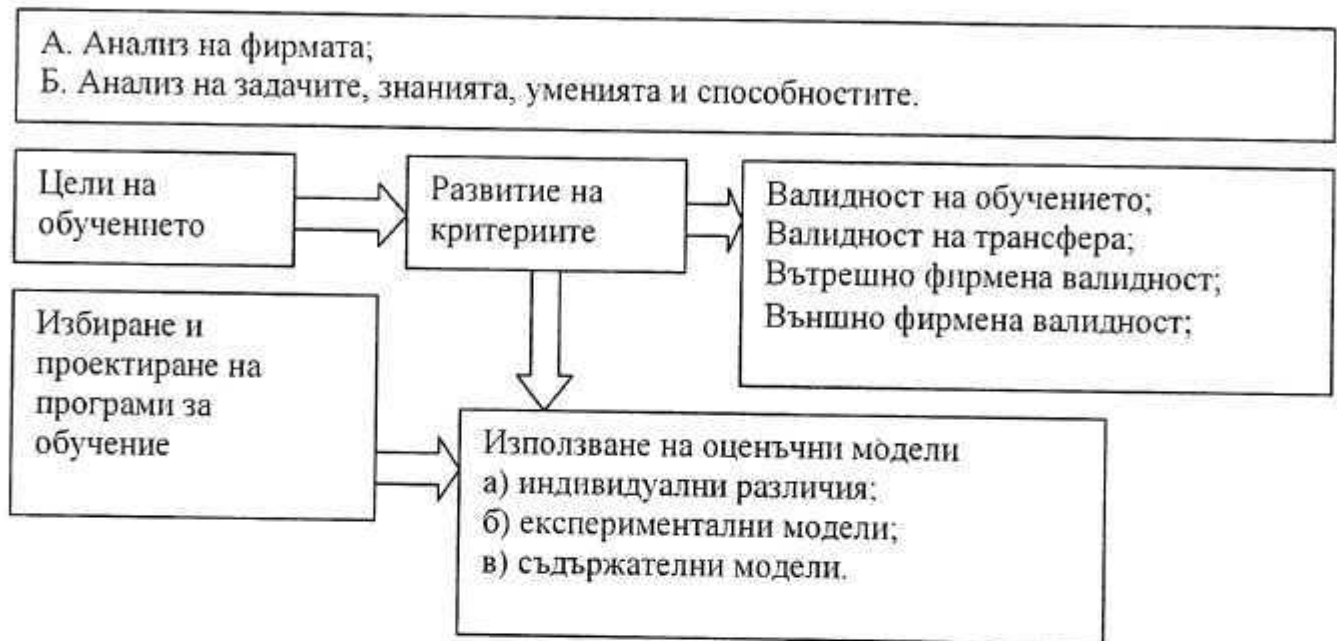 А. Анализ на фирмата;
Б. Анализ на задачите, знанията, уменията и способностите.
Цели на
обучението
Развитие на
критериите
Валидност на обучението;
Валидност на трансфера;
Вътрешно фирмена валидност;
Външно фирмена валидност;
Избиране и
проектиране на
програми за
обучение
Използване на оценъчни модели
а) индивидуални различия;
б) експериментални модели;
в) съдържателни модели.